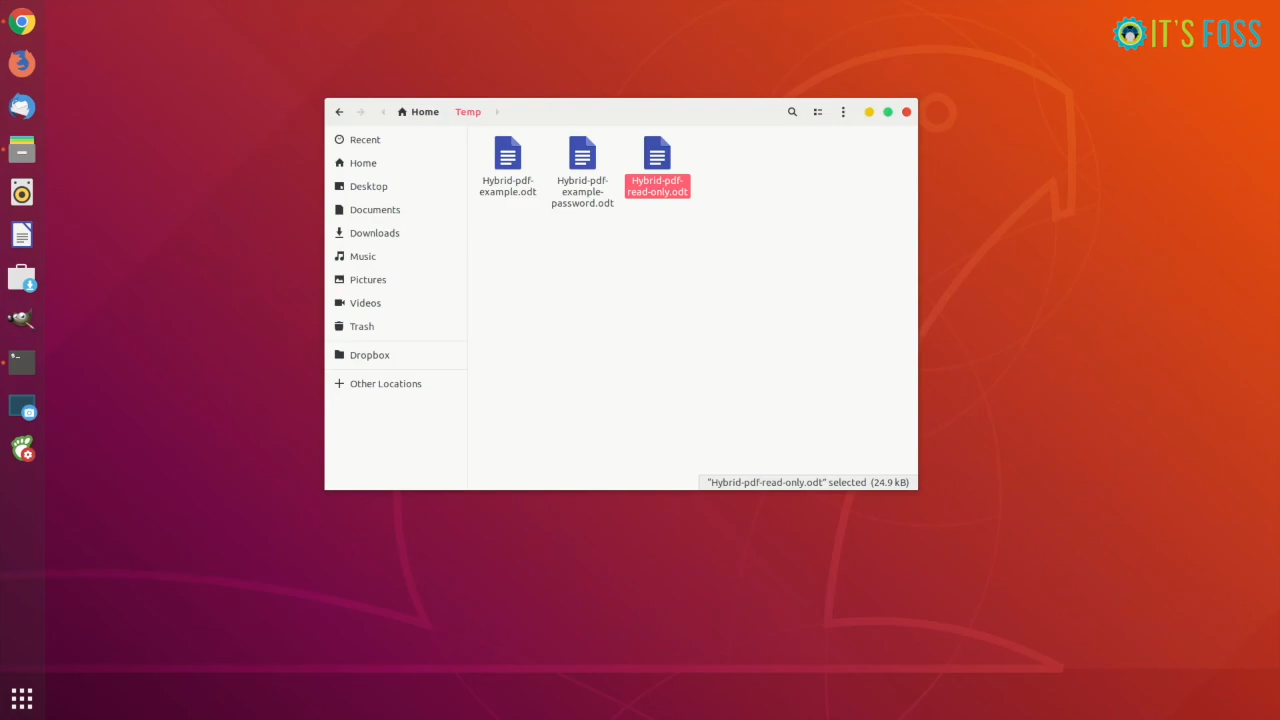 IT'S FOSS
Home Temp
Recent
Home
Desktop
Documents
Downloads
Music
Pictures
Videos
Trash
Dropbox
Other Locations
Hybrid-pdf-
example.odt
Hybrid-pdf-
example-
password.odt
Hybrid-pdf-
read-only.odt
"Hybrid-pdf-read-only.odt" selected (24.9 kB)